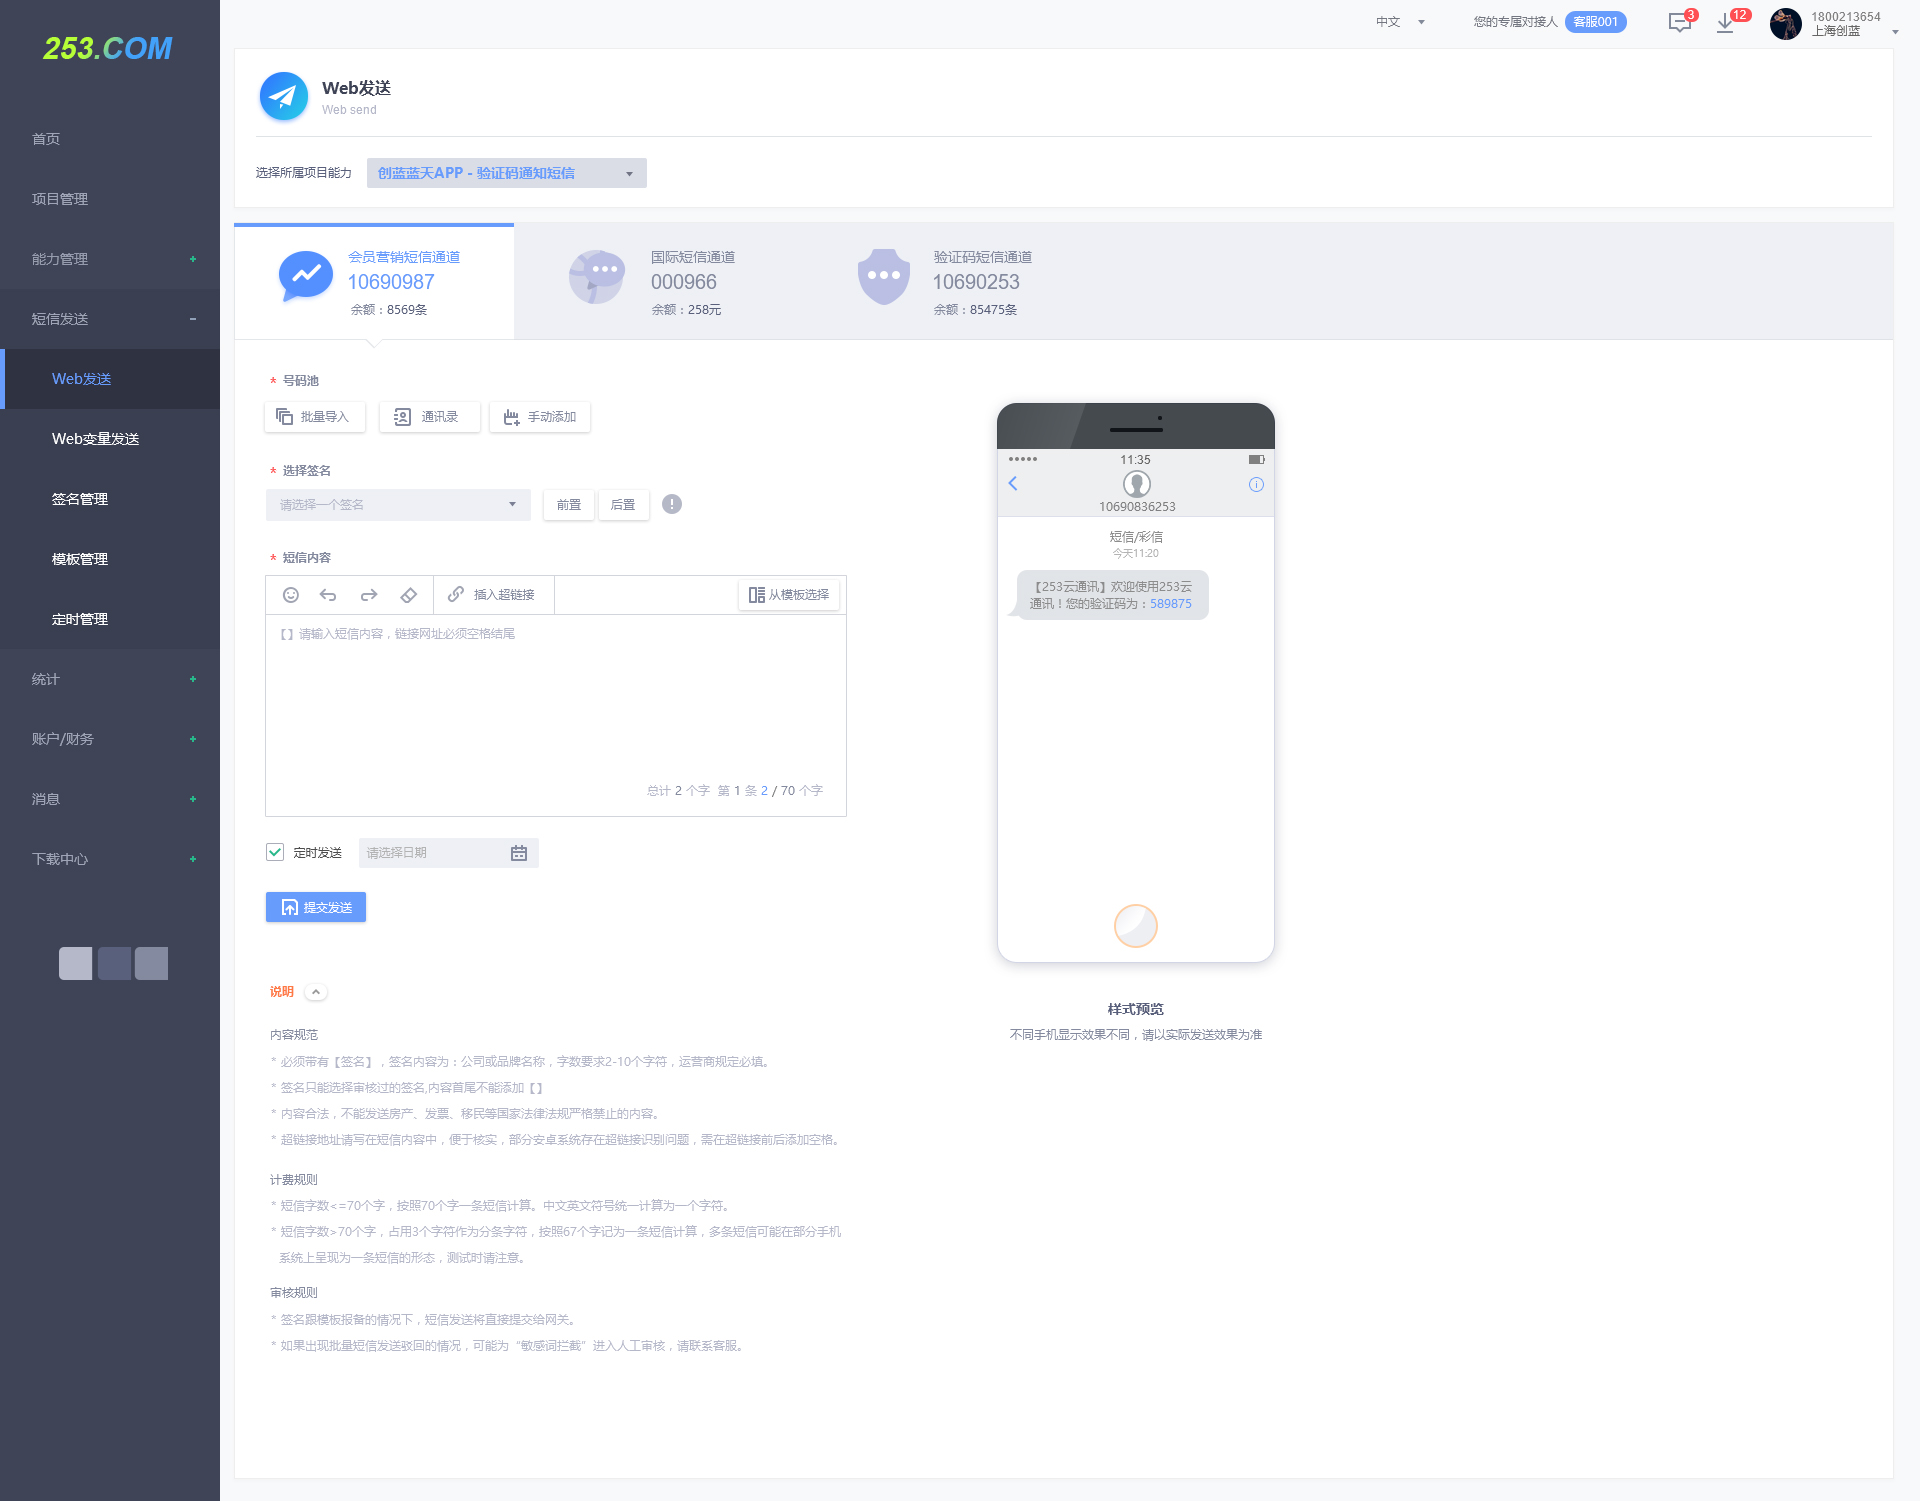 253.COM
首页
项目管理
能力管理
短信发送
Web发送
Web变量发送
签名管理
模板管理
定时管理
统计
账户/财务
消息
下载中心
中文
您的专属对接人 客服001
3
12
1800213654
上海创蓝
Web发送
Web send
选择所属项目能力 创蓝蓝天APP - 验证码通知短信
会员营销短信通道
10690987
余额：8569条
国际短信通道
000966
余额：258元
验证码短信通道
10690253
余额：85475条
* 号码池
批量导入 通讯录 手动添加
* 选择签名
请选择一个签名 前置 后置
* 短信内容
插入超链接 从模板选择
【】请输入短信内容，链接网址必须空格结尾
总计 2 个字 第 1 条 2 / 70 个字
定时发送 请选择日期
提交发送
11:35
10690836253
短信/彩信
今天11:20
【253云通讯】欢迎使用253云
通讯！您的验证码为：589875
样式预览
不同手机显示效果不同，请以实际发送效果为准
说明
内容规范
* 必须带有【签名】，签名内容为：公司或品牌名称，字数要求2-10个字符，运营商规定必填。
* 签名只能选择审核过的签名,内容首尾不能添加【】
* 内容合法，不能发送房产、发票、移民等国家法律法规严格禁止的内容。
* 超链接地址请写在短信内容中，便于核实，部分安卓系统存在超链接识别问题，需在超链接前后添加空格。
计费规则
* 短信字数<=70个字，按照70个字一条短信计算。中文英文符号统一计算为一个字符。
* 短信字数>70个字，占用3个字符作为分条字符，按照67个字记为一条短信计算，多条短信可能在部分手机
系统上呈现为一条短信的形态，测试时请注意。
审核规则
* 签名跟模板报备的情况下，短信发送将直接提交给网关。
* 如果出现批量短信发送驳回的情况，可能为“敏感词拦截”进入人工审核，请联系客服。